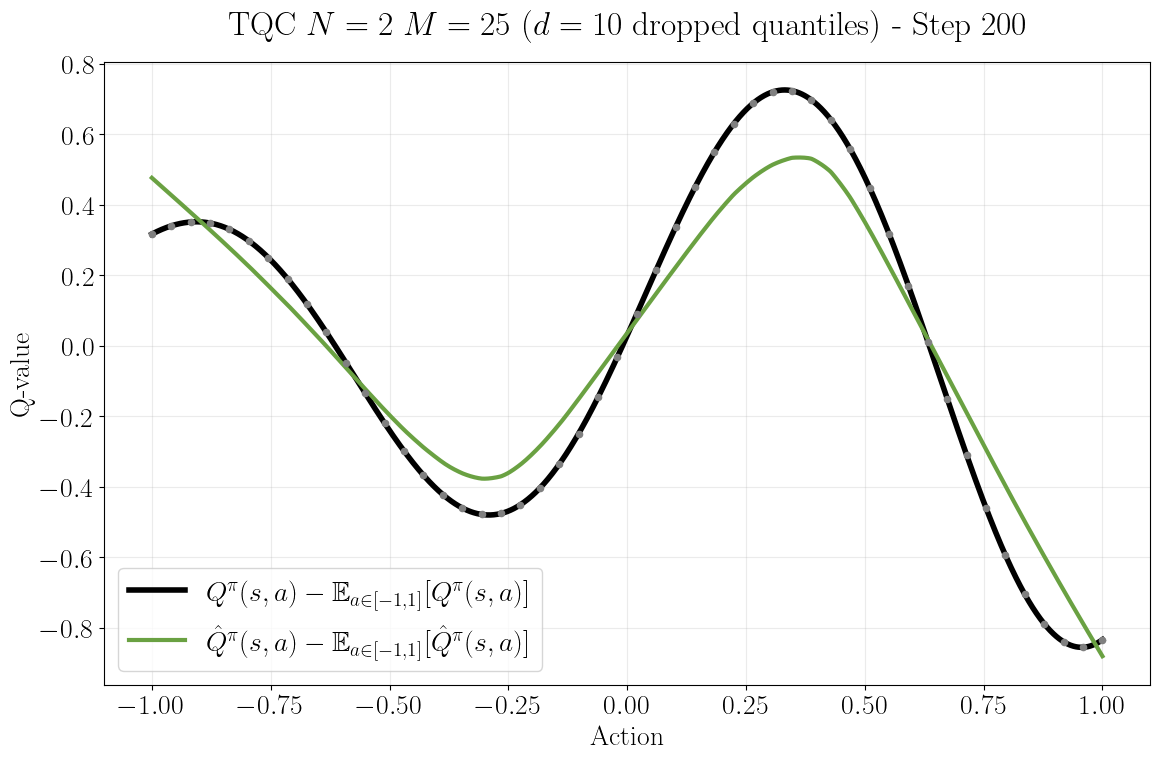 TQC $N = 2$ $M = 25$ ($d = 10$ dropped quantiles) - Step 200
0.8
0.6
0.4
0.2
0.0
−0.2
−0.4
−0.6
−0.8
Q-value
$Q^{\pi}(s, a) - \mathbb{E}_{a \in [-1,1]}[Q^{\pi}(s, a)]$
$\hat{Q}^{\pi}(s, a) - \mathbb{E}_{a \in [-1,1]}[\hat{Q}^{\pi}(s, a)]$
−1.00 −0.75 −0.50 −0.25 0.00 0.25 0.50 0.75 1.00
Action